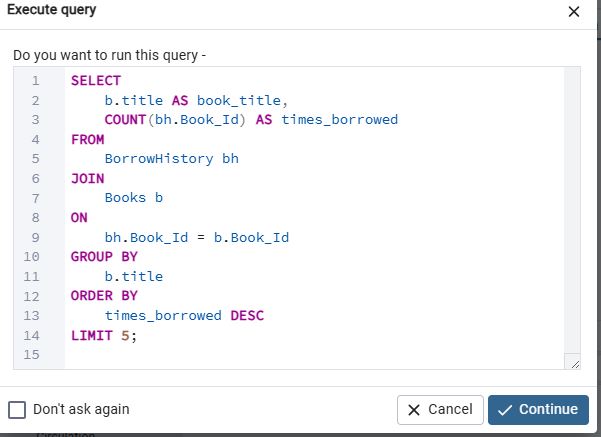 Execute query
Do you want to run this query -
1 SELECT
2 b.title AS book_title,
3 COUNT(bh.Book_Id) AS times_borrowed
4 FROM
5 BorrowHistory bh
6 JOIN
7 Books b
8 ON
9 bh.Book_Id = b.Book_Id
10 GROUP BY
11 b.title
12 ORDER BY
13 times_borrowed DESC
14 LIMIT 5;
15
Don't ask again
Cancel
Continue